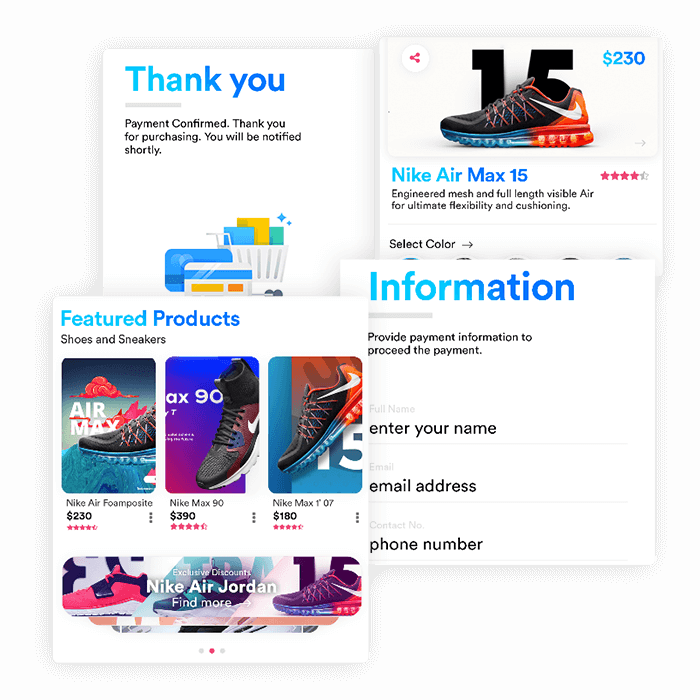 Thank you
Payment Confirmed. Thank you
for purchasing. You will be notified
shortly.
15
$230
Nike Air Max 15
Engineered mesh and full length visible Air
for ultimate flexibility and cushioning.
Select Color →
Information
Provide payment information to
proceed the payment.
Full Name
enter your name
Email
email address
Contact No.
phone number
Featured Products
Shoes and Sneakers
AIR
MAX
ax 90
15
Nike Air Foamposite
$230
Nike Max 90
$390
Nike Max 1' 07
$180
Exclusive Discounts
Nike Air Jordan
Find more →